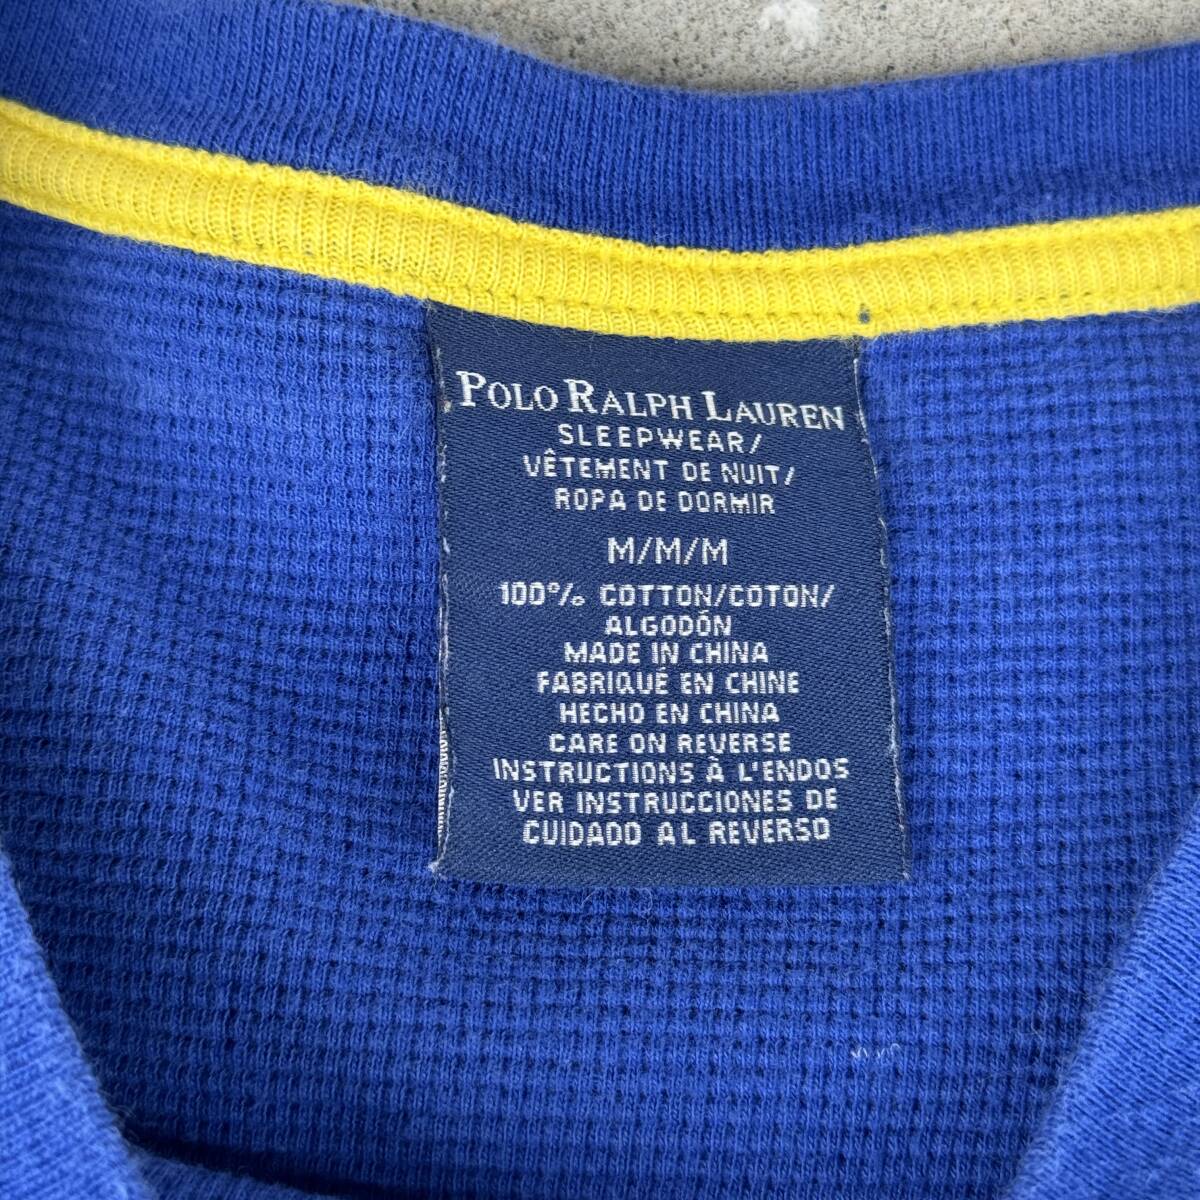 POLO RALPH LAUREN
SLEEPWEAR/
VÊTEMENT DE NUIT/
ROPA DE DORMIR
M/M/M
100% COTTON/COTON/
ALGODÓN
MADE IN CHINA
FABRIQUÉ EN CHINE
HECHO EN CHINA
CARE ON REVERSE
INSTRUCTIONS À L'ENDOS
VER INSTRUCCIONES DE
CUIDADO AL REVERSO